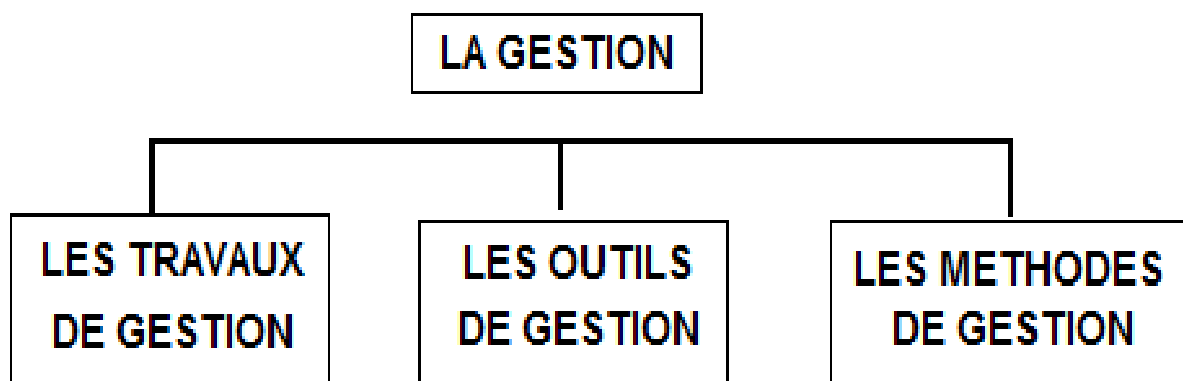 LA GESTION
LES TRAVAUX
DE GESTION
LES OUTILS
DE GESTION
LES METHODES
DE GESTION